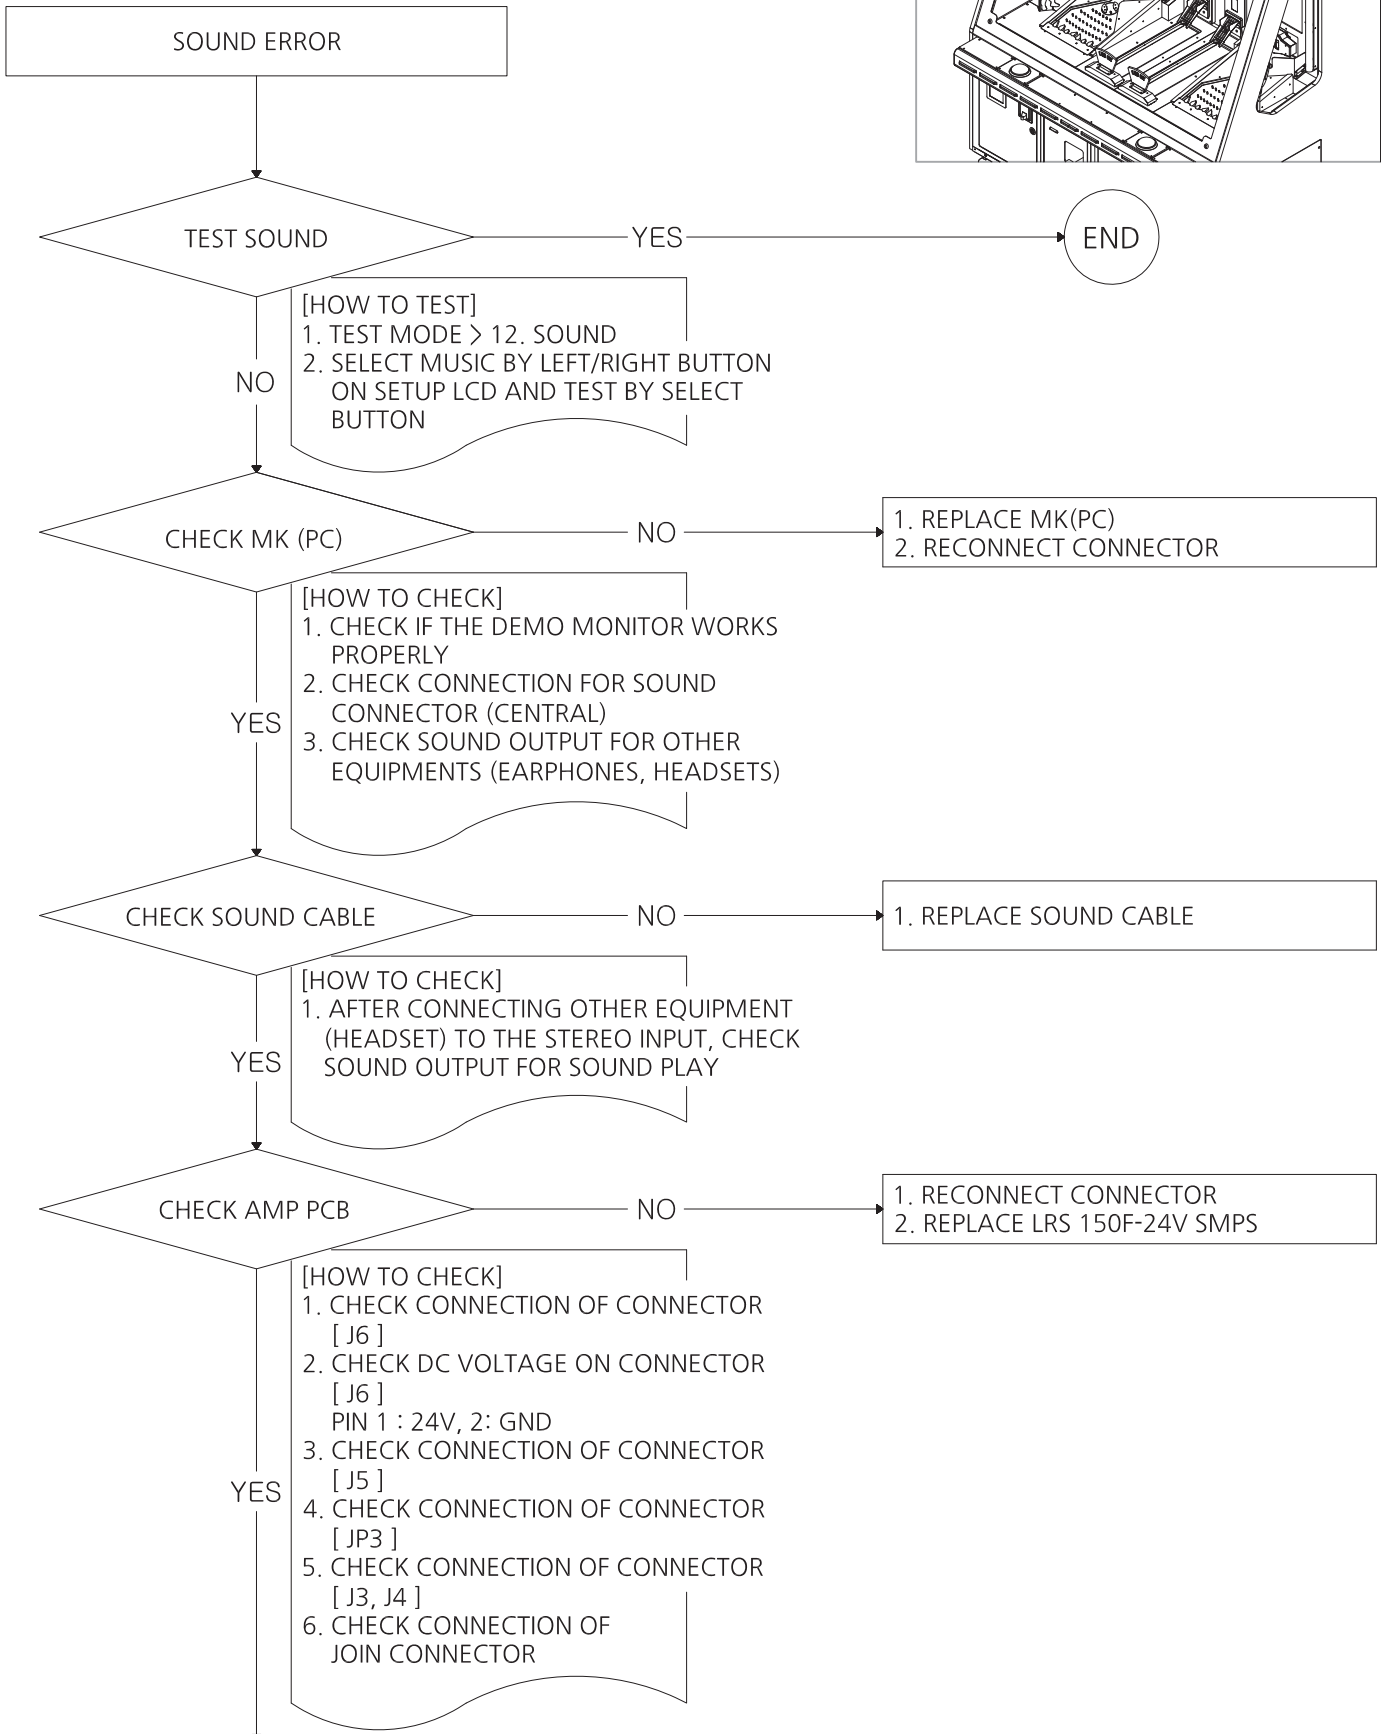 SOUND ERROR
TEST SOUND
YES
END
[HOW TO TEST]
1. TEST MODE > 12. SOUND
2. SELECT MUSIC BY LEFT/RIGHT BUTTON
ON SETUP LCD AND TEST BY SELECT
BUTTON
NO
CHECK MK (PC)
NO
1. REPLACE MK(PC)
2. RECONNECT CONNECTOR
[HOW TO CHECK]
1. CHECK IF THE DEMO MONITOR WORKS
PROPERLY
2. CHECK CONNECTION FOR SOUND
CONNECTOR (CENTRAL)
3. CHECK SOUND OUTPUT FOR OTHER
EQUIPMENTS (EARPHONES, HEADSETS)
YES
CHECK SOUND CABLE
NO
1. REPLACE SOUND CABLE
[HOW TO CHECK]
1. AFTER CONNECTING OTHER EQUIPMENT
(HEADSET) TO THE STEREO INPUT, CHECK
SOUND OUTPUT FOR SOUND PLAY
YES
CHECK AMP PCB
NO
1. RECONNECT CONNECTOR
2. REPLACE LRS 150F-24V SMPS
[HOW TO CHECK]
1. CHECK CONNECTION OF CONNECTOR
[ J6 ]
2. CHECK DC VOLTAGE ON CONNECTOR
[ J6 ]
PIN 1 : 24V, 2: GND
3. CHECK CONNECTION OF CONNECTOR
[ J5 ]
4. CHECK CONNECTION OF CONNECTOR
[ JP3 ]
5. CHECK CONNECTION OF CONNECTOR
[ J3, J4 ]
6. CHECK CONNECTION OF
JOIN CONNECTOR
YES